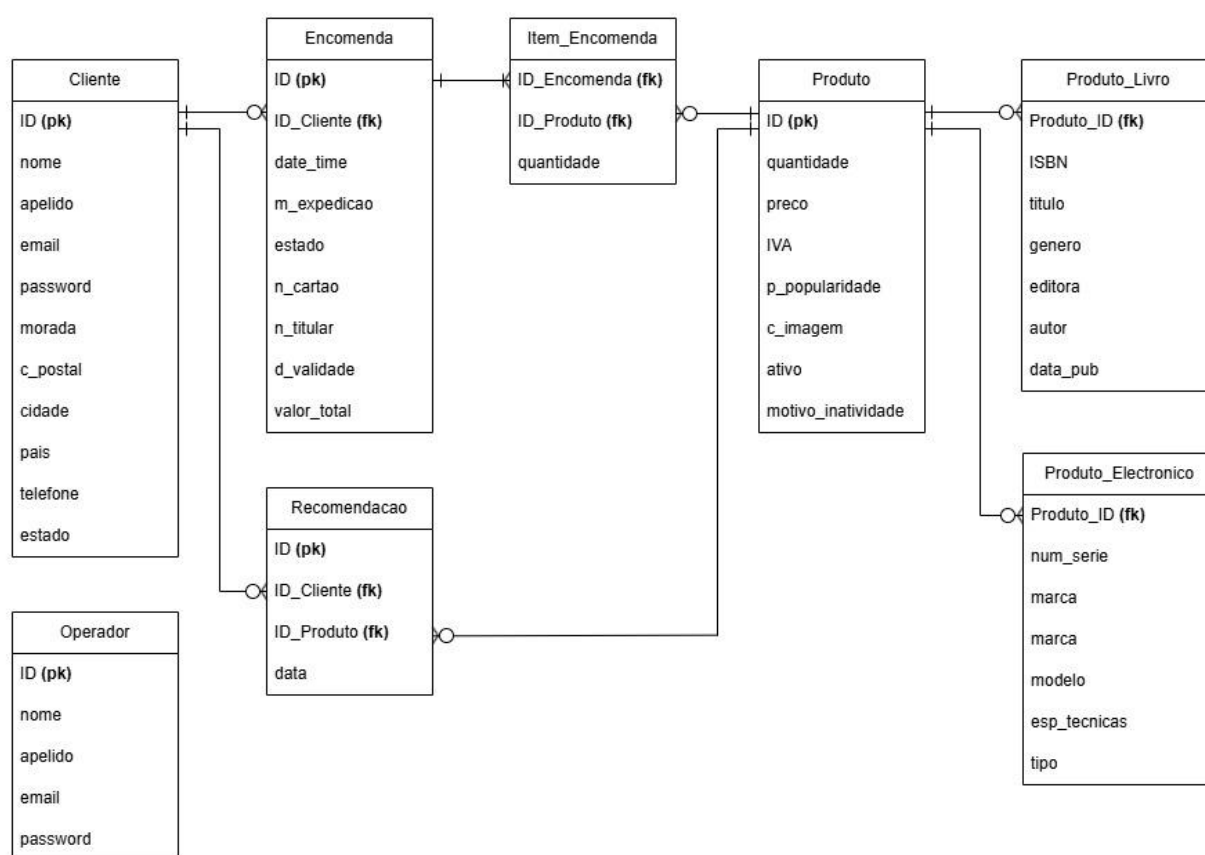 Cliente
ID (pk)
nome
apelido
email
password
morada
c_postal
cidade
pais
telefone
estado
Encomenda
ID (pk)
ID_Cliente (fk)
date_time
m_expedicao
estado
n_cartao
n_titular
d_validade
valor_total
Item_Encomenda
ID_Encomenda (fk)
ID_Produto (fk)
quantidade
Produto
ID (pk)
quantidade
preco
IVA
p_popularidade
c_imagem
ativo
motivo_inatividade
Produto_Livro
Produto_ID (fk)
ISBN
titulo
genero
editora
autor
data_pub
Recomendacao
ID (pk)
ID_Cliente (fk)
ID_Produto (fk)
data
Produto_Electronico
Produto_ID (fk)
num_serie
marca
marca
modelo
esp_tecnicas
tipo
Operador
ID (pk)
nome
apelido
email
password